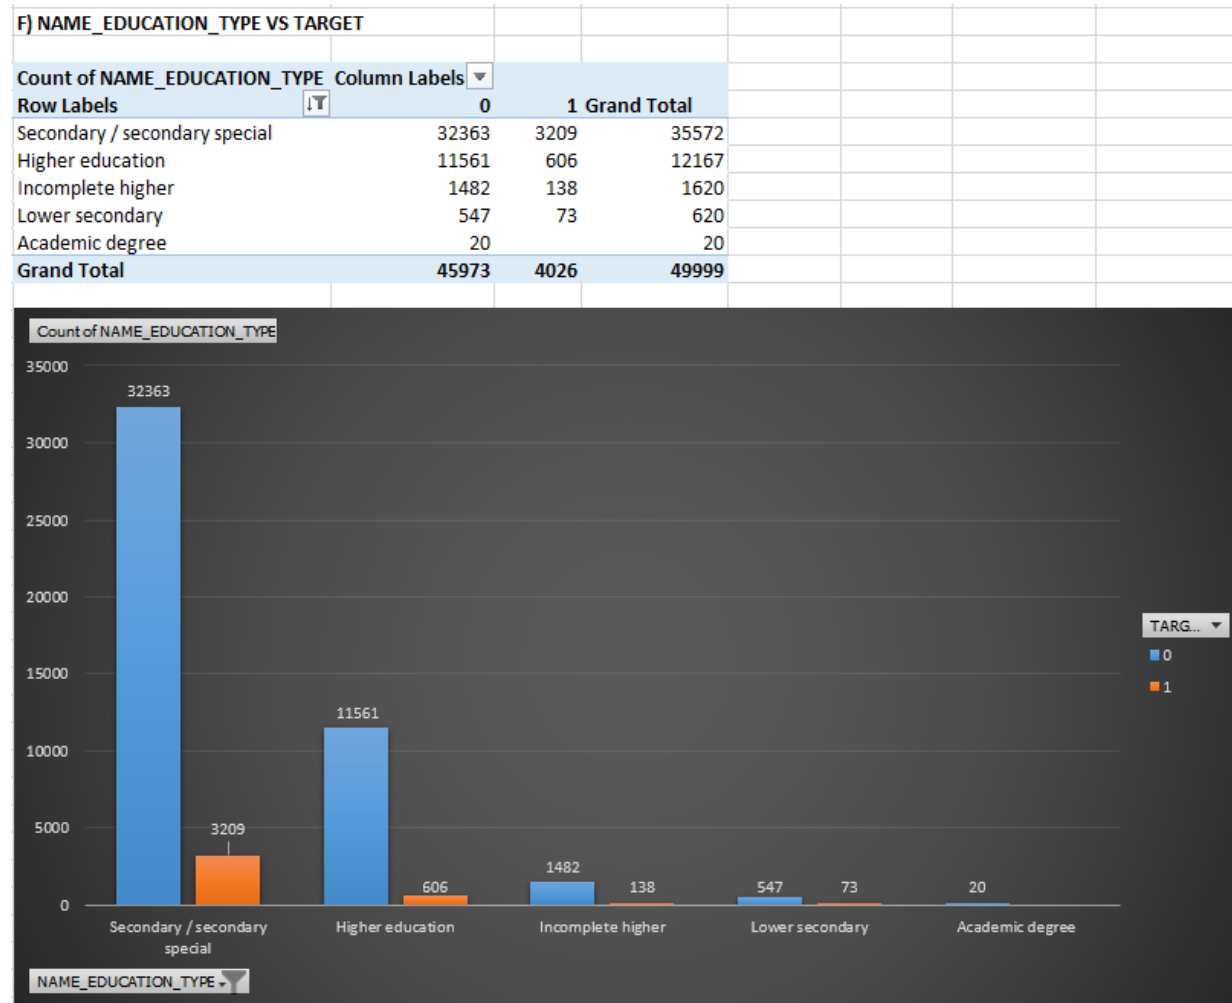 F) NAME_EDUCATION_TYPE VS TARGET
Count of NAME_EDUCATION_TYPE Column Labels
Row Labels 0 1 Grand Total
Secondary / secondary special 32363 3209 35572
Higher education 11561 606 12167
Incomplete higher 1482 138 1620
Lower secondary 547 73 620
Academic degree 20 20
Grand Total 45973 4026 49999
Count of NAME_EDUCATION_TYPE
35000
32363
30000
25000
20000
15000
11561
10000
5000
3209
1482
606
138
547
73
20
0
Secondary / secondary special
Higher education
Incomplete higher
Lower secondary
Academic degree
TARG...
0
1
NAME_EDUCATION_TYPE